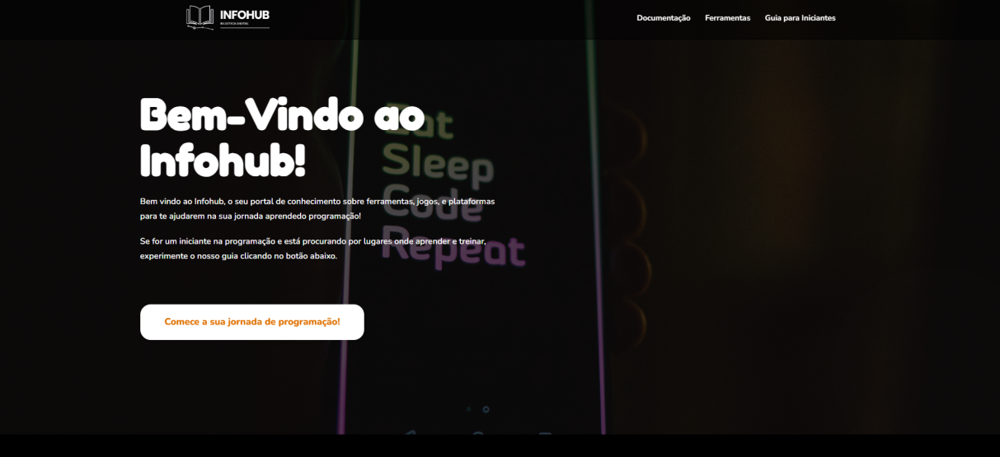 INFOHUB
BIBLIOTECA DIGITAL
Documentação Ferramentas Guia para Iniciantes
Bem-Vindo ao
Infohub!
Eat
Sleep
Code
Repeat
Bem vindo ao Infohub, o seu portal de conhecimento sobre ferramentas, jogos, e plataformas
para te ajudarem na sua jornada aprendedo programação!
Se for um iniciante na programação e está procurando por lugares onde aprender e treinar,
experimente o nosso guia clicando no botão abaixo.
Comece a sua jornada de programação!